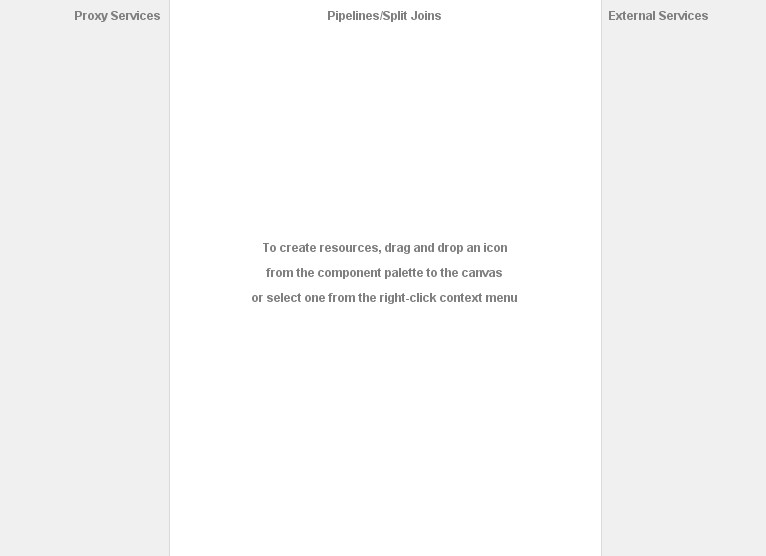 Proxy Services
Pipelines/Split Joins
External Services
To create resources, drag and drop an icon
from the component palette to the canvas
or select one from the right-click context menu